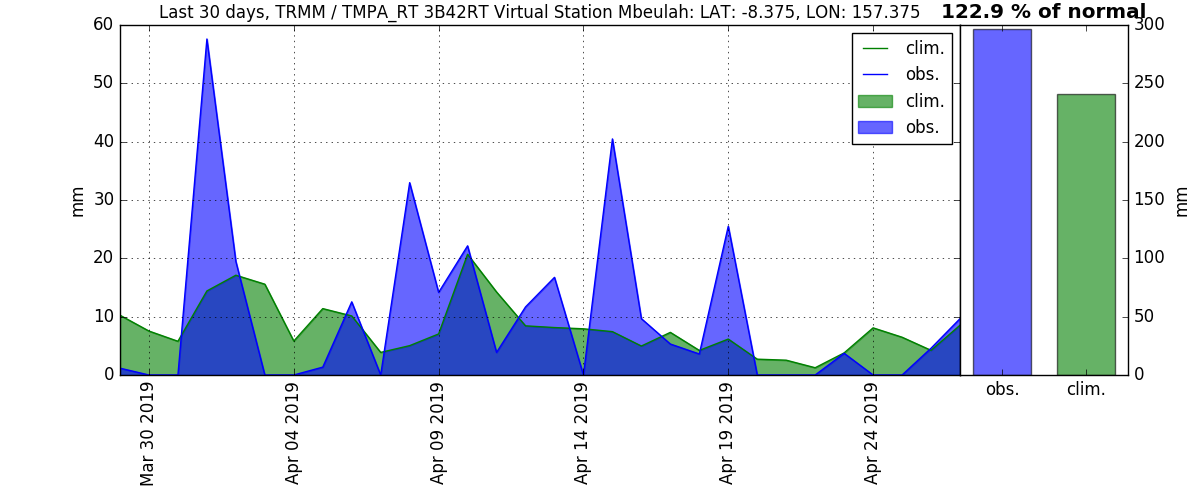 Last 30 days, TRMM / TMPA_RT 3B42RT Virtual Station Mbeulah: LAT: -8.375, LON: 157.375
122.9 % of normal
60
50
40
30
20
10
0
mm
clim.
obs.
clim.
obs.
300
250
200
150
100
50
0
mm
Mar 30 2019
Apr 04 2019
Apr 09 2019
Apr 14 2019
Apr 19 2019
Apr 24 2019
obs.
clim.